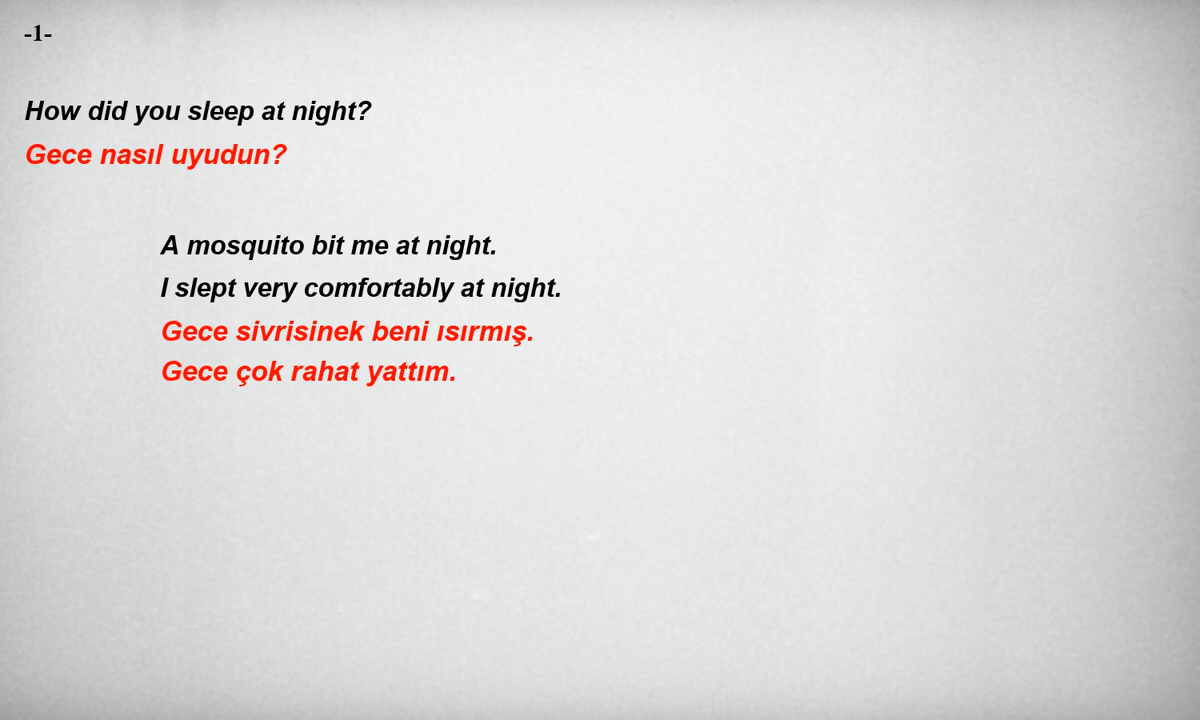 -1-
How did you sleep at night?
Gece nasıl uyudun?
A mosquito bit me at night.
I slept very comfortably at night.
Gece sivrisinek beni ısırmış.
Gece çok rahat yattım.